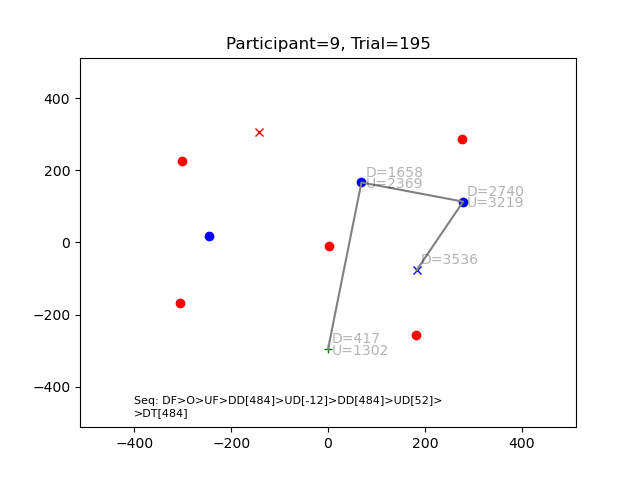 Participant=9, Trial=195
400
200
0
−200
−400
−400
−200
0
200
400
D=1658
U=2369
D=2740
U=3219
D=3536
D=417
U=1302
Seq: DF>O>UF>DD[484]>UD[-12]>DD[484]>UD[52]>
>DT[484]